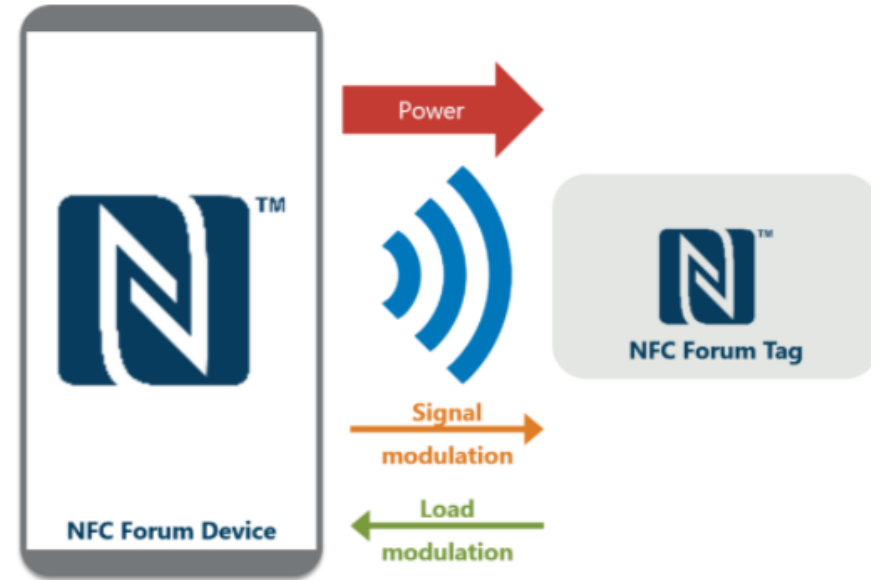 Power
TM
TM
NFC Forum Tag
Signal
modulation
Load
modulation
NFC Forum Device